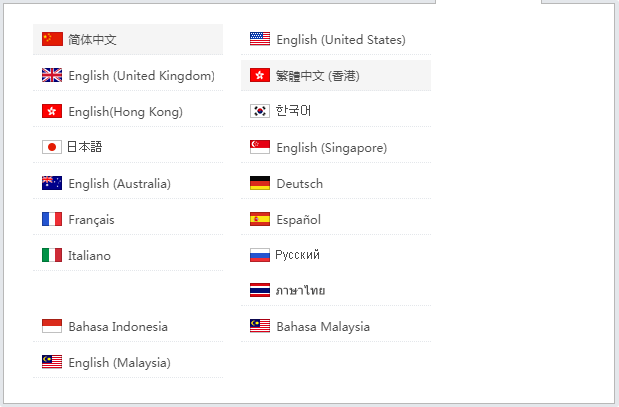 简体中文
English (United States)
English (United Kingdom)
繁體中文 (香港)
English(Hong Kong)
한국어
日本語
English (Singapore)
English (Australia)
Deutsch
Français
Español
Italiano
Русский
ภาษาไทย
Bahasa Indonesia
Bahasa Malaysia
English (Malaysia)